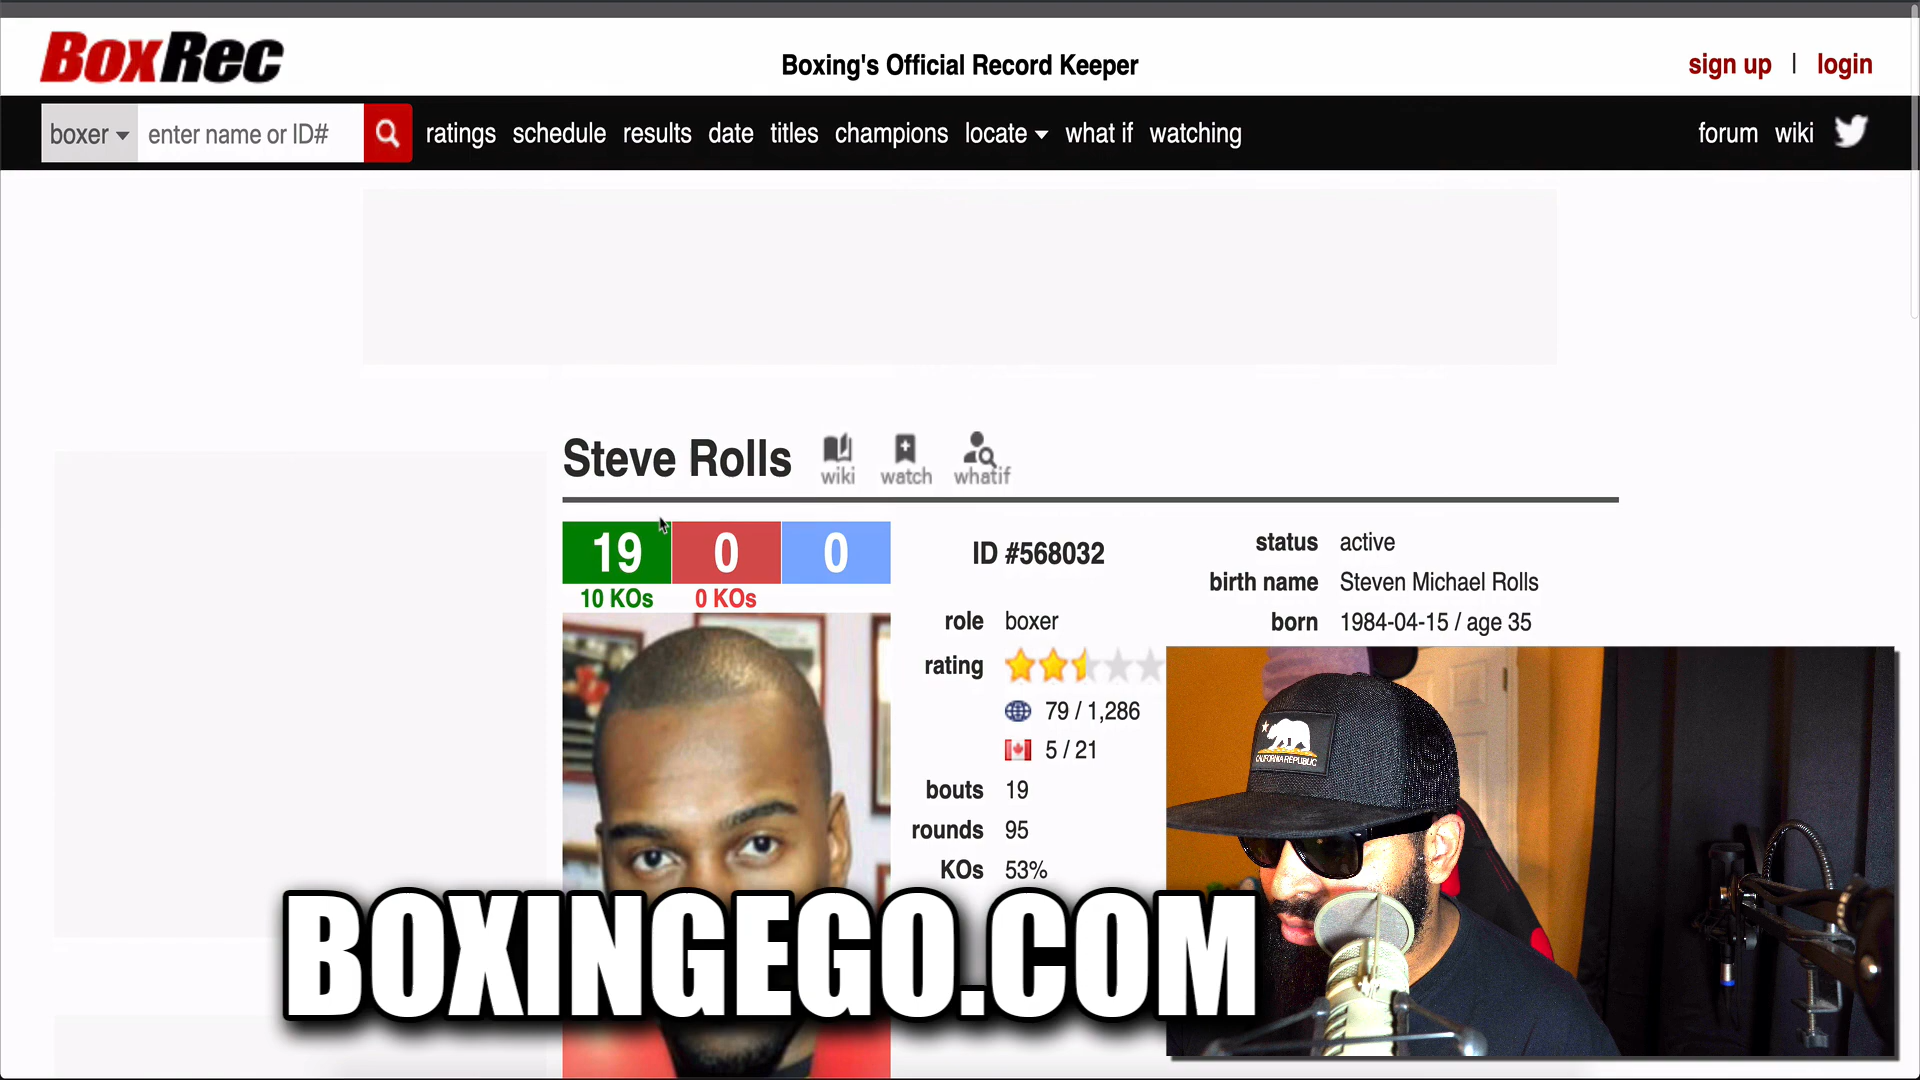 BoxRec
Boxing's Official Record Keeper
sign up | login
boxer enter name or ID# ratings schedule results date titles champions locate what if watching forum wiki
Steve Rolls wiki watch whatif
19 0 0
10 KOs 0 KOs
ID #568032
role boxer
rating
79 / 1,286
5 / 21
bouts 19
rounds 95
KOs 53%
status active
birth name Steven Michael Rolls
born 1984-04-15 / age 35
CALIFORNIA REPUBLIC
BOXINGEGO.COM